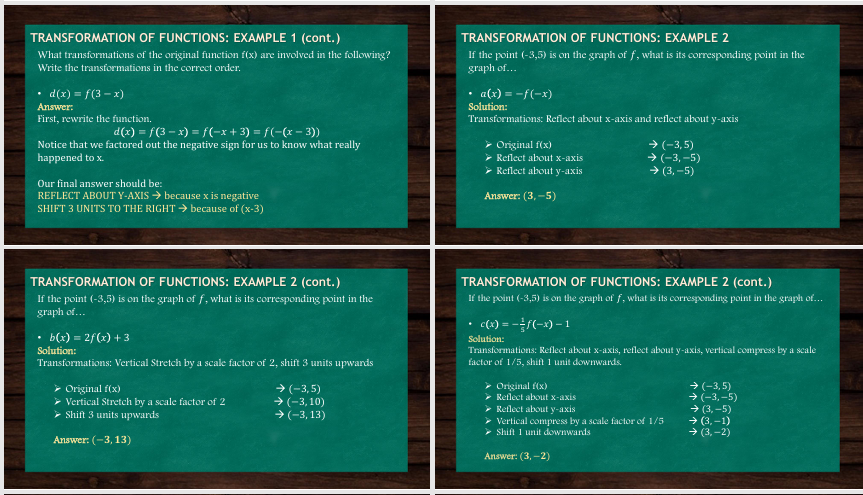 TRANSFORMATION OF FUNCTIONS: EXAMPLE 1 (cont.)
What transformations of the original function f(x) are involved in the following?
Write the transformations in the correct order.
• d(x) = f(3 − x)
Answer:
First, rewrite the function.
d(x) = f(3 − x) = f(−x + 3) = f(−(x − 3))
Notice that we factored out the negative sign for us to know what really
happened to x.
Our final answer should be:
REFLECT ABOUT Y-AXIS → because x is negative
SHIFT 3 UNITS TO THE RIGHT → because of (x-3)
TRANSFORMATION OF FUNCTIONS: EXAMPLE 2
If the point (-3,5) is on the graph of f, what is its corresponding point in the
graph of…
• a(x) = −f(−x)
Solution:
Transformations: Reflect about x-axis and reflect about y-axis
➢ Original f(x) → (−3, 5)
➢ Reflect about x-axis → (−3, −5)
➢ Reflect about y-axis → (3, −5)
Answer: (3, −5)
TRANSFORMATION OF FUNCTIONS: EXAMPLE 2 (cont.)
If the point (-3,5) is on the graph of f, what is its corresponding point in the
graph of…
• b(x) = 2f(x) + 3
Solution:
Transformations: Vertical Stretch by a scale factor of 2, shift 3 units upwards
➢ Original f(x) → (−3, 5)
➢ Vertical Stretch by a scale factor of 2 → (−3, 10)
➢ Shift 3 units upwards → (−3, 13)
Answer: (−3, 13)
TRANSFORMATION OF FUNCTIONS: EXAMPLE 2 (cont.)
If the point (-3,5) is on the graph of f, what is its corresponding point in the graph of…
• c(x) = −1/5 f(−x) − 1
Solution:
Transformations: Reflect about x-axis, reflect about y-axis, vertical compress by a scale
factor of 1/5, shift 1 unit downwards.
➢ Original f(x) → (−3, 5)
➢ Reflect about x-axis → (−3, −5)
➢ Reflect about y-axis → (3, −5)
➢ Vertical compress by a scale factor of 1/5 → (3, −1)
➢ Shift 1 unit downwards → (3, −2)
Answer: (3, −2)